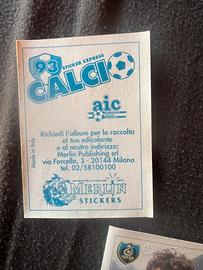 93
STICKER EXPRESS
CALCIO
aic
Richiedi l'album per la raccolta
al tuo edicolante
o al nostro indirizzo:
Merlin Publishing srl
via Forcella, 3 - 20144 Milano
tel. 02/58100100
Made in Italy
MERLIN
STICKERS